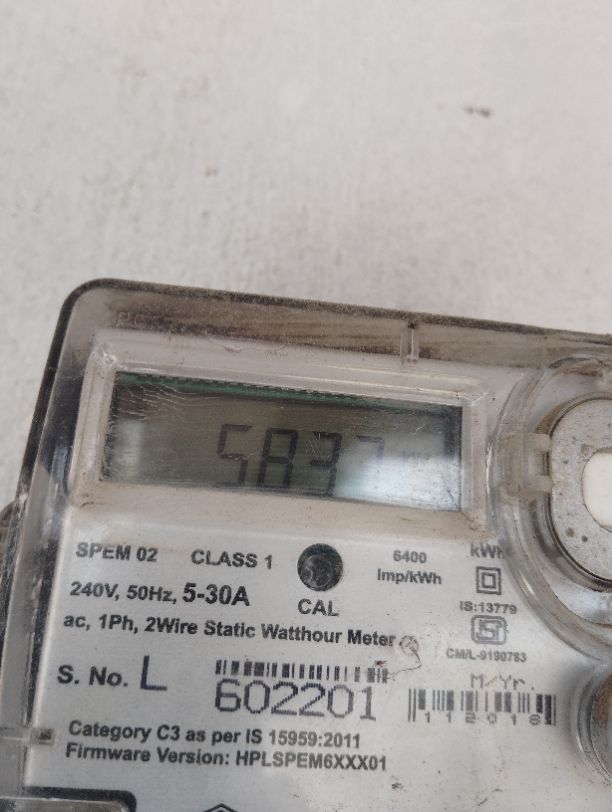 5837
SPEM 02 CLASS 1 6400 Imp/kWh kWh
240V, 50Hz, 5-30A CAL
IS:13779
ac, 1Ph, 2Wire Static Watthour Meter
ISI
CM/L-9190783
S. No. L 602201
M/Yr.
112018
Category C3 as per IS 15959:2011
Firmware Version: HPLSPEM6XXX01